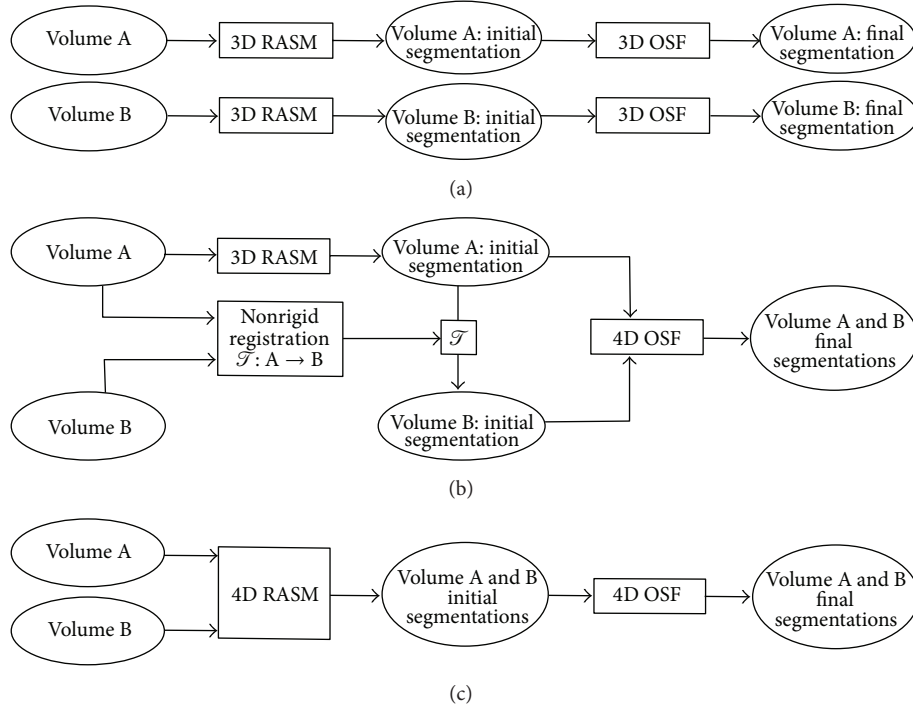 Volume A
3D RASM
Volume A: initial
segmentation
3D OSF
Volume A: final
segmentation
Volume B
3D RASM
Volume B: initial
segmentation
3D OSF
Volume B: final
segmentation
(a)
Volume A
3D RASM
Volume A: initial
segmentation
Nonrigid
registration
𝒯: A → B
𝒯
4D OSF
Volume A and B
final
segmentations
Volume B
Volume B: initial
segmentation
(b)
Volume A
Volume B
4D RASM
Volume A and B
initial
segmentations
4D OSF
Volume A and B
final
segmentations
(c)